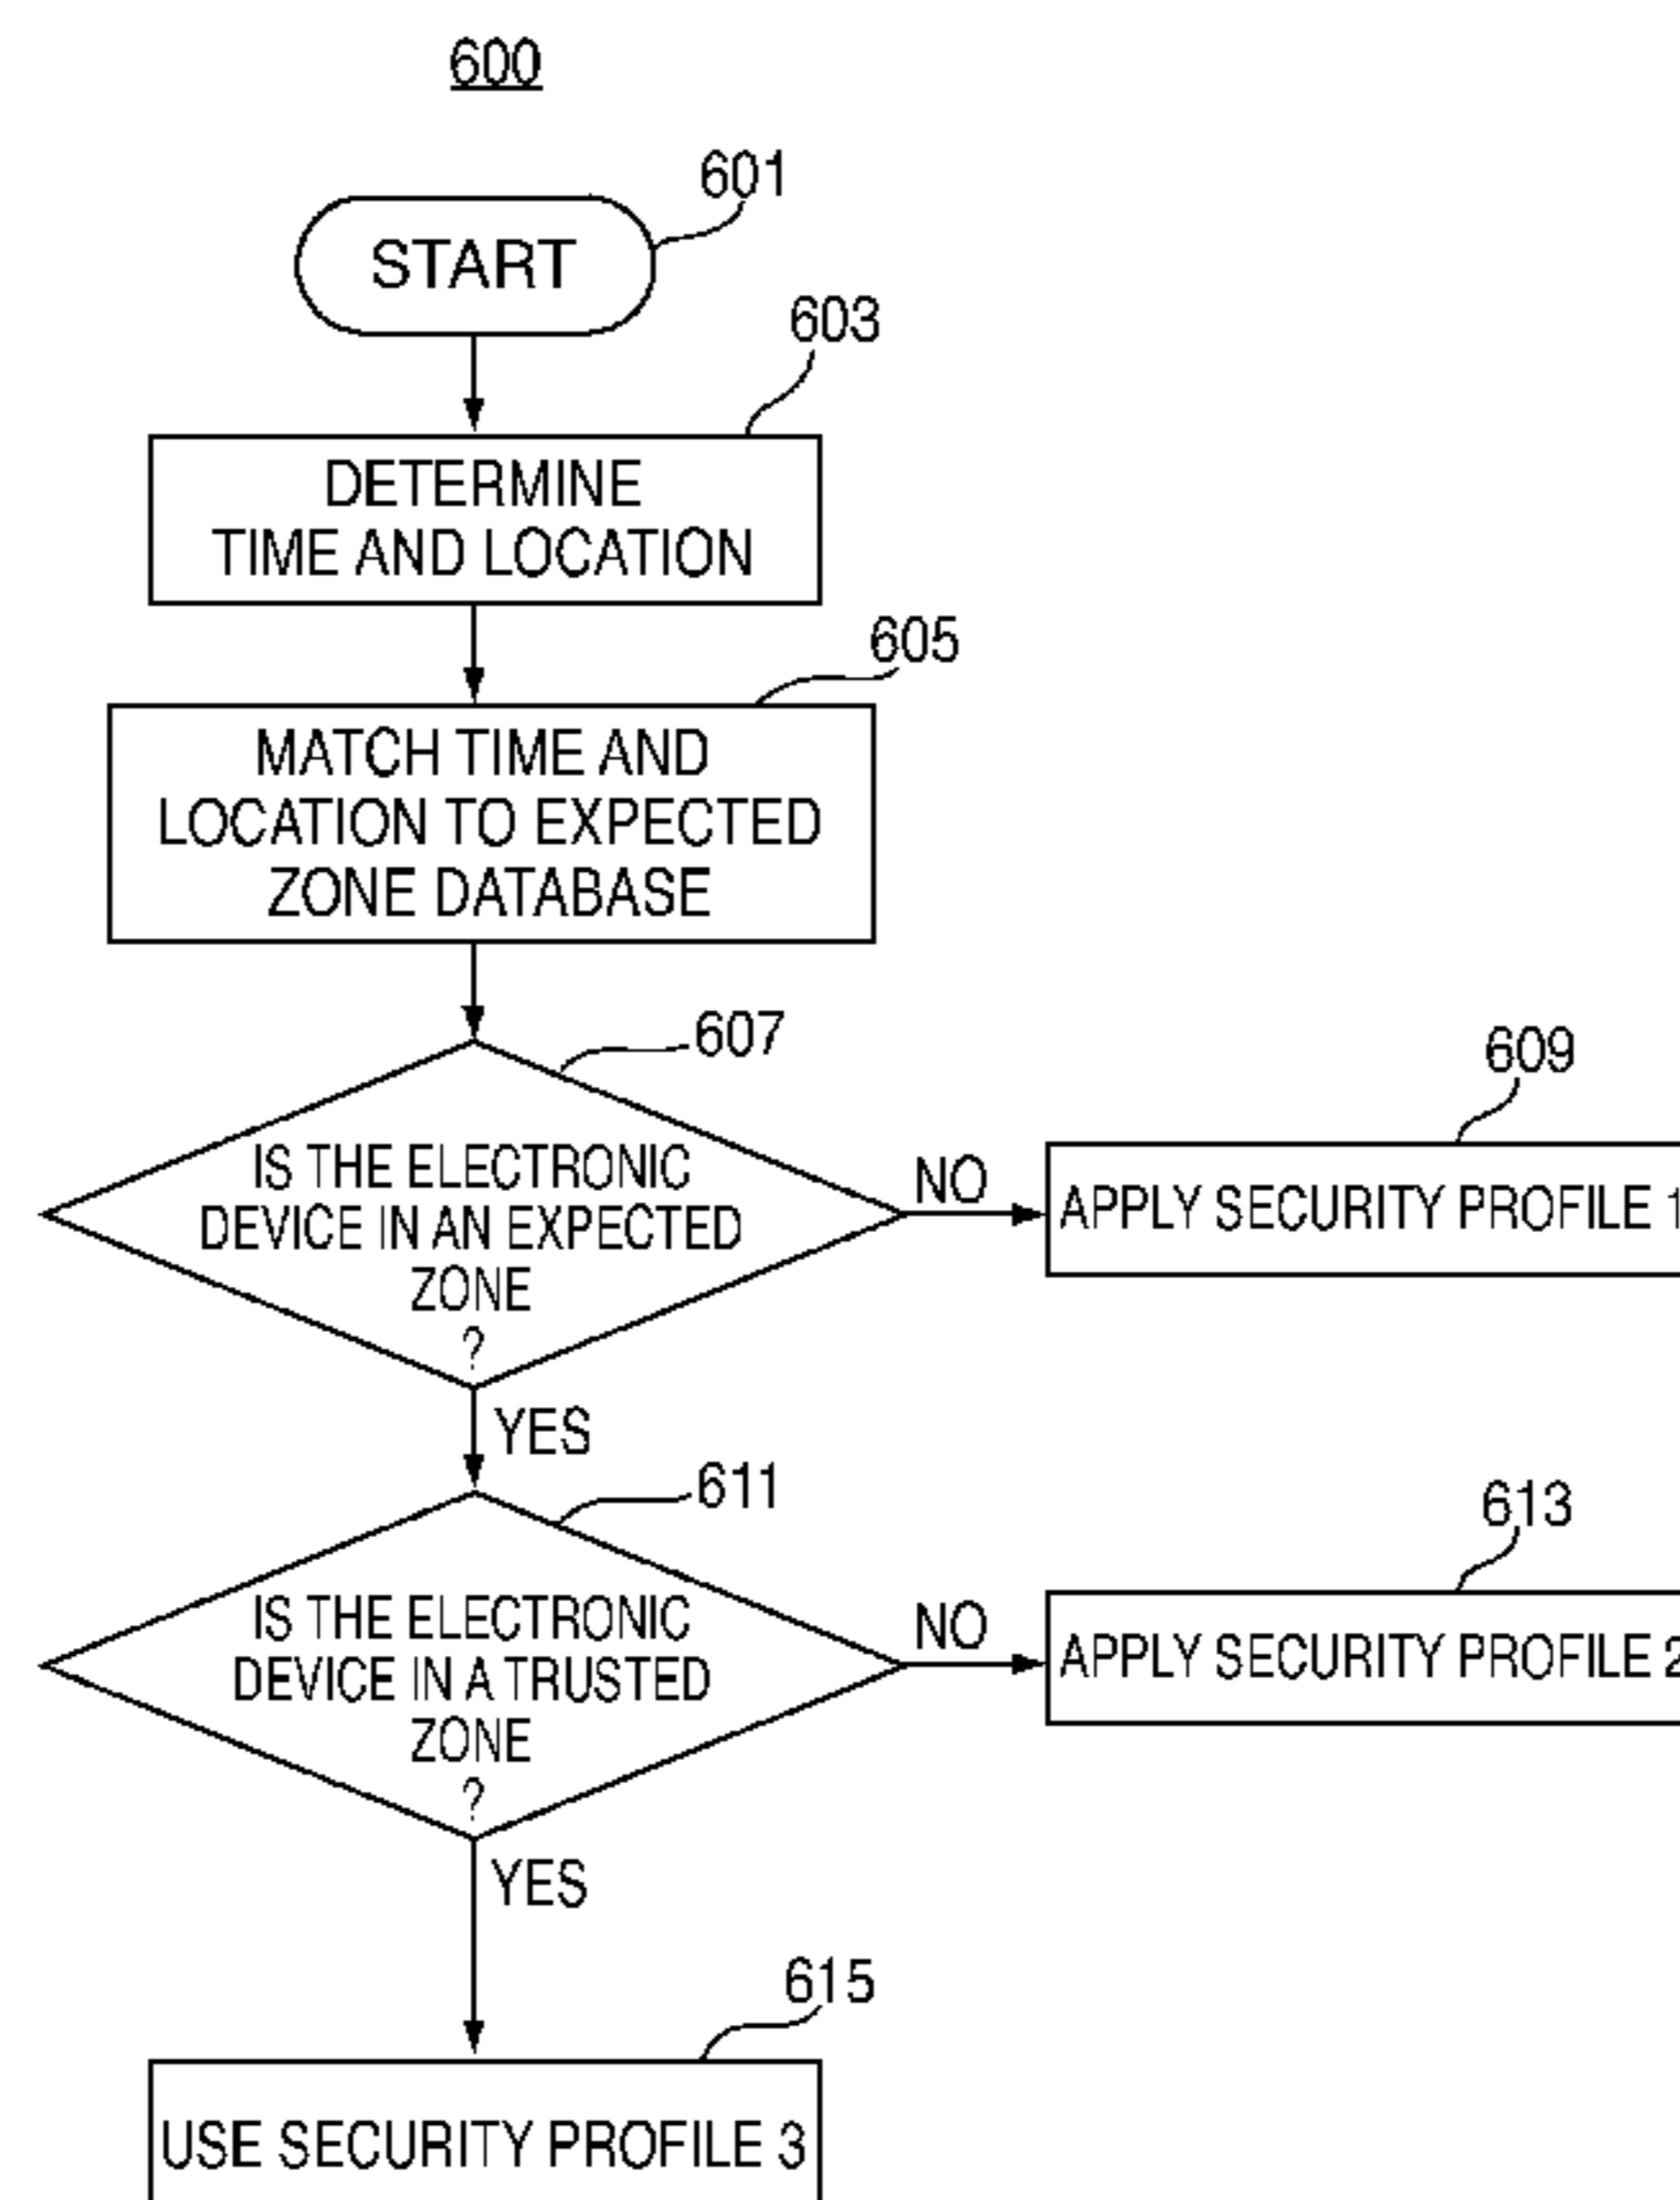 600
601
START
603
DETERMINE
TIME AND LOCATION
605
MATCH TIME AND
LOCATION TO EXPECTED
ZONE DATABASE
607
IS THE ELECTRONIC
DEVICE IN AN EXPECTED
ZONE
?
NO
609
APPLY SECURITY PROFILE 1
YES
611
IS THE ELECTRONIC
DEVICE IN A TRUSTED
ZONE
?
NO
613
APPLY SECURITY PROFILE 2
YES
615
USE SECURITY PROFILE 3